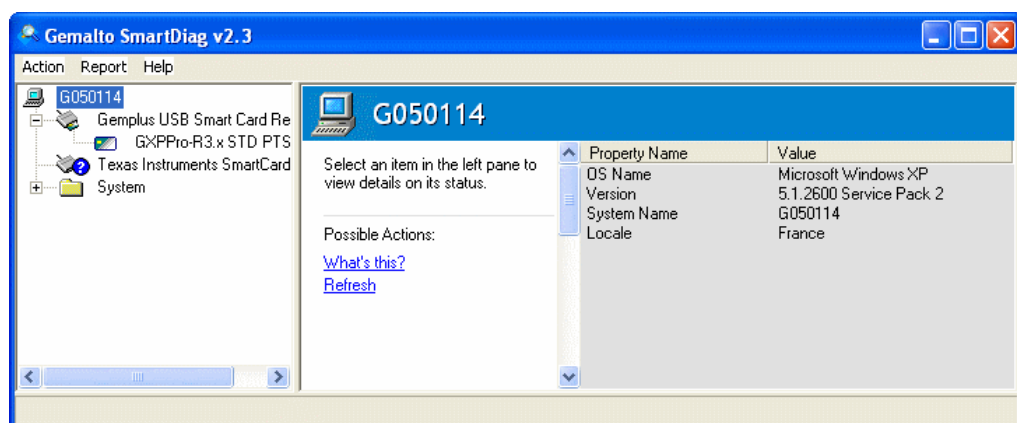 Gemalto SmartDiag v2.3
Action Report Help
G050114
Gemplus USB Smart Card Re
GXPPro-R3.x STD PTS
Texas Instruments SmartCard
System
G050114
Select an item in the left pane to
view details on its status.
Possible Actions:
What's this?
Refresh
Property Name Value
OS Name Microsoft Windows XP
Version 5.1.2600 Service Pack 2
System Name G050114
Locale France